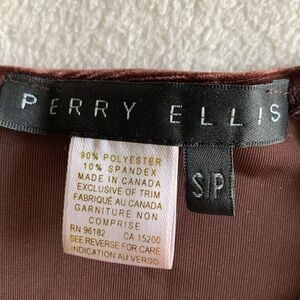 PERRY ELLIS
90% POLYESTER
10% SPANDEX
MADE IN CANADA
EXCLUSIVE OF TRIM
FABRIQUÉ AU CANADA
GARNITURE NON
COMPRISE
RN 96182 CA 15200
SEE REVERSE FOR CARE
INDICATION AU VERSO
S/P